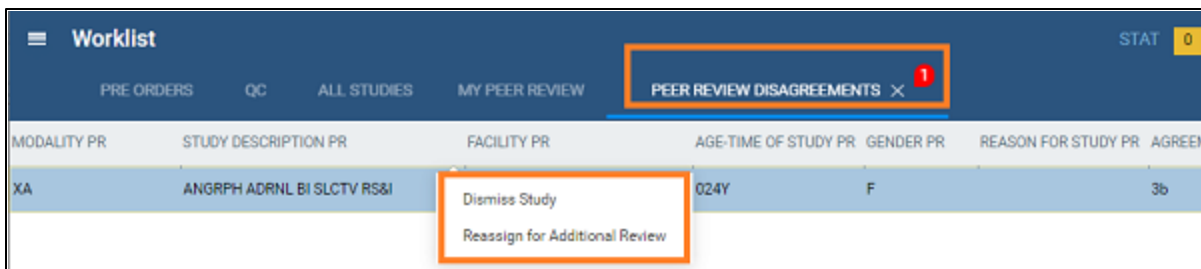 Worklist STAT 0
PRE ORDERS QC ALL STUDIES MY PEER REVIEW PEER REVIEW DISAGREEMENTS × 1
MODALITY PR STUDY DESCRIPTION PR FACILITY PR AGE-TIME OF STUDY PR GENDER PR REASON FOR STUDY PR AGREEM
XA ANGRPH ADRNL BI SLCTV RS&I 024Y F 3b
Dismiss Study
Reassign for Additional Review